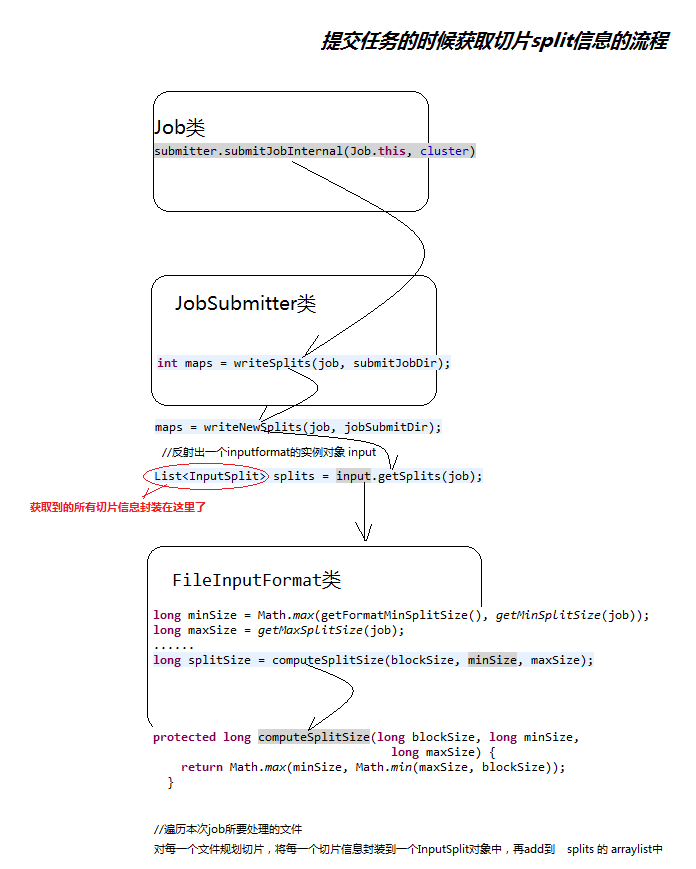 提交任务的时候获取切片split信息的流程
Job类
submitter.submitJobInternal(Job.this, cluster)
JobSubmitter类
int maps = writeSplits(job, submitJobDir);
maps = writeNewSplits(job, jobSubmitDir);
//反射出一个inputformat的实例对象 input
List<InputSplit> splits = input.getSplits(job);
获取到的所有切片信息封装在这里了
FileInputFormat类
long minSize = Math.max(getFormatMinSplitSize(), getMinSplitSize(job));
long maxSize = getMaxSplitSize(job);
......
long splitSize = computeSplitSize(blockSize, minSize, maxSize);
protected long computeSplitSize(long blockSize, long minSize,
long maxSize) {
return Math.max(minSize, Math.min(maxSize, blockSize));
}
//遍历本次job所要处理的文件
对每一个文件规划切片，将每一个切片信息封装到一个InputSplit对象中，再add到 splits 的 arraylist中